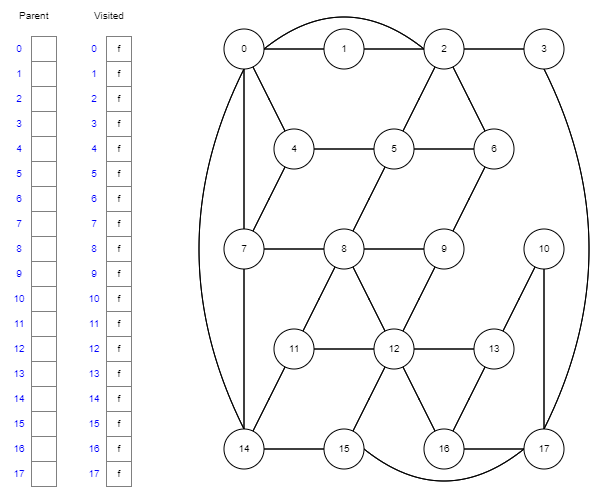 Parent Visited
0 0 f
1 1 f
2 2 f
3 3 f
4 4 f
5 5 f
6 6 f
7 7 f
8 8 f
9 9 f
10 10 f
11 11 f
12 12 f
13 13 f
14 14 f
15 15 f
16 16 f
17 17 f
0 1 2 3
4 5 6
7 8 9 10
11 12 13
14 15 16 17